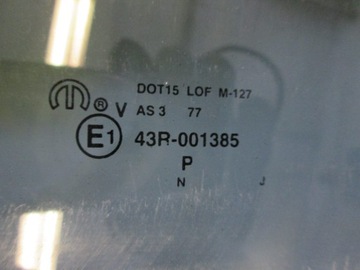 DOT15 LOF M-127
® V AS 3 77
E1 43R-001385
P
N J